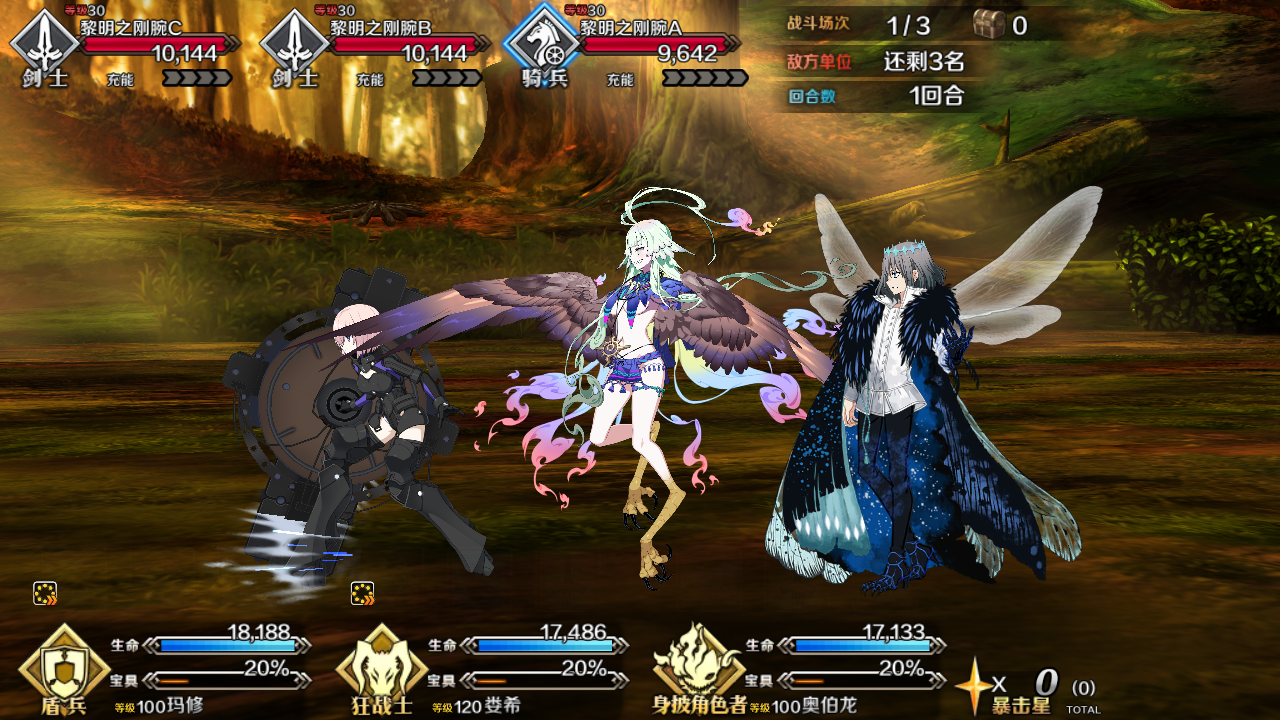 等级30
黎明之刚腕C
10,144
剑士
充能
等级30
黎明之刚腕B
10,144
剑士
充能
等级30
黎明之刚腕A
9,642
骑兵
充能
战斗场次 1/3 0
敌方单位 还剩3名
回合数 1回合
生命 18,188
宝具 20%
盾兵 等级100玛修
生命 17,486
宝具 20%
狂战士 等级120娄希
生命 17,133
宝具 20%
身披角色者 等级100奥伯龙
X 0 (0)
暴击星 TOTAL